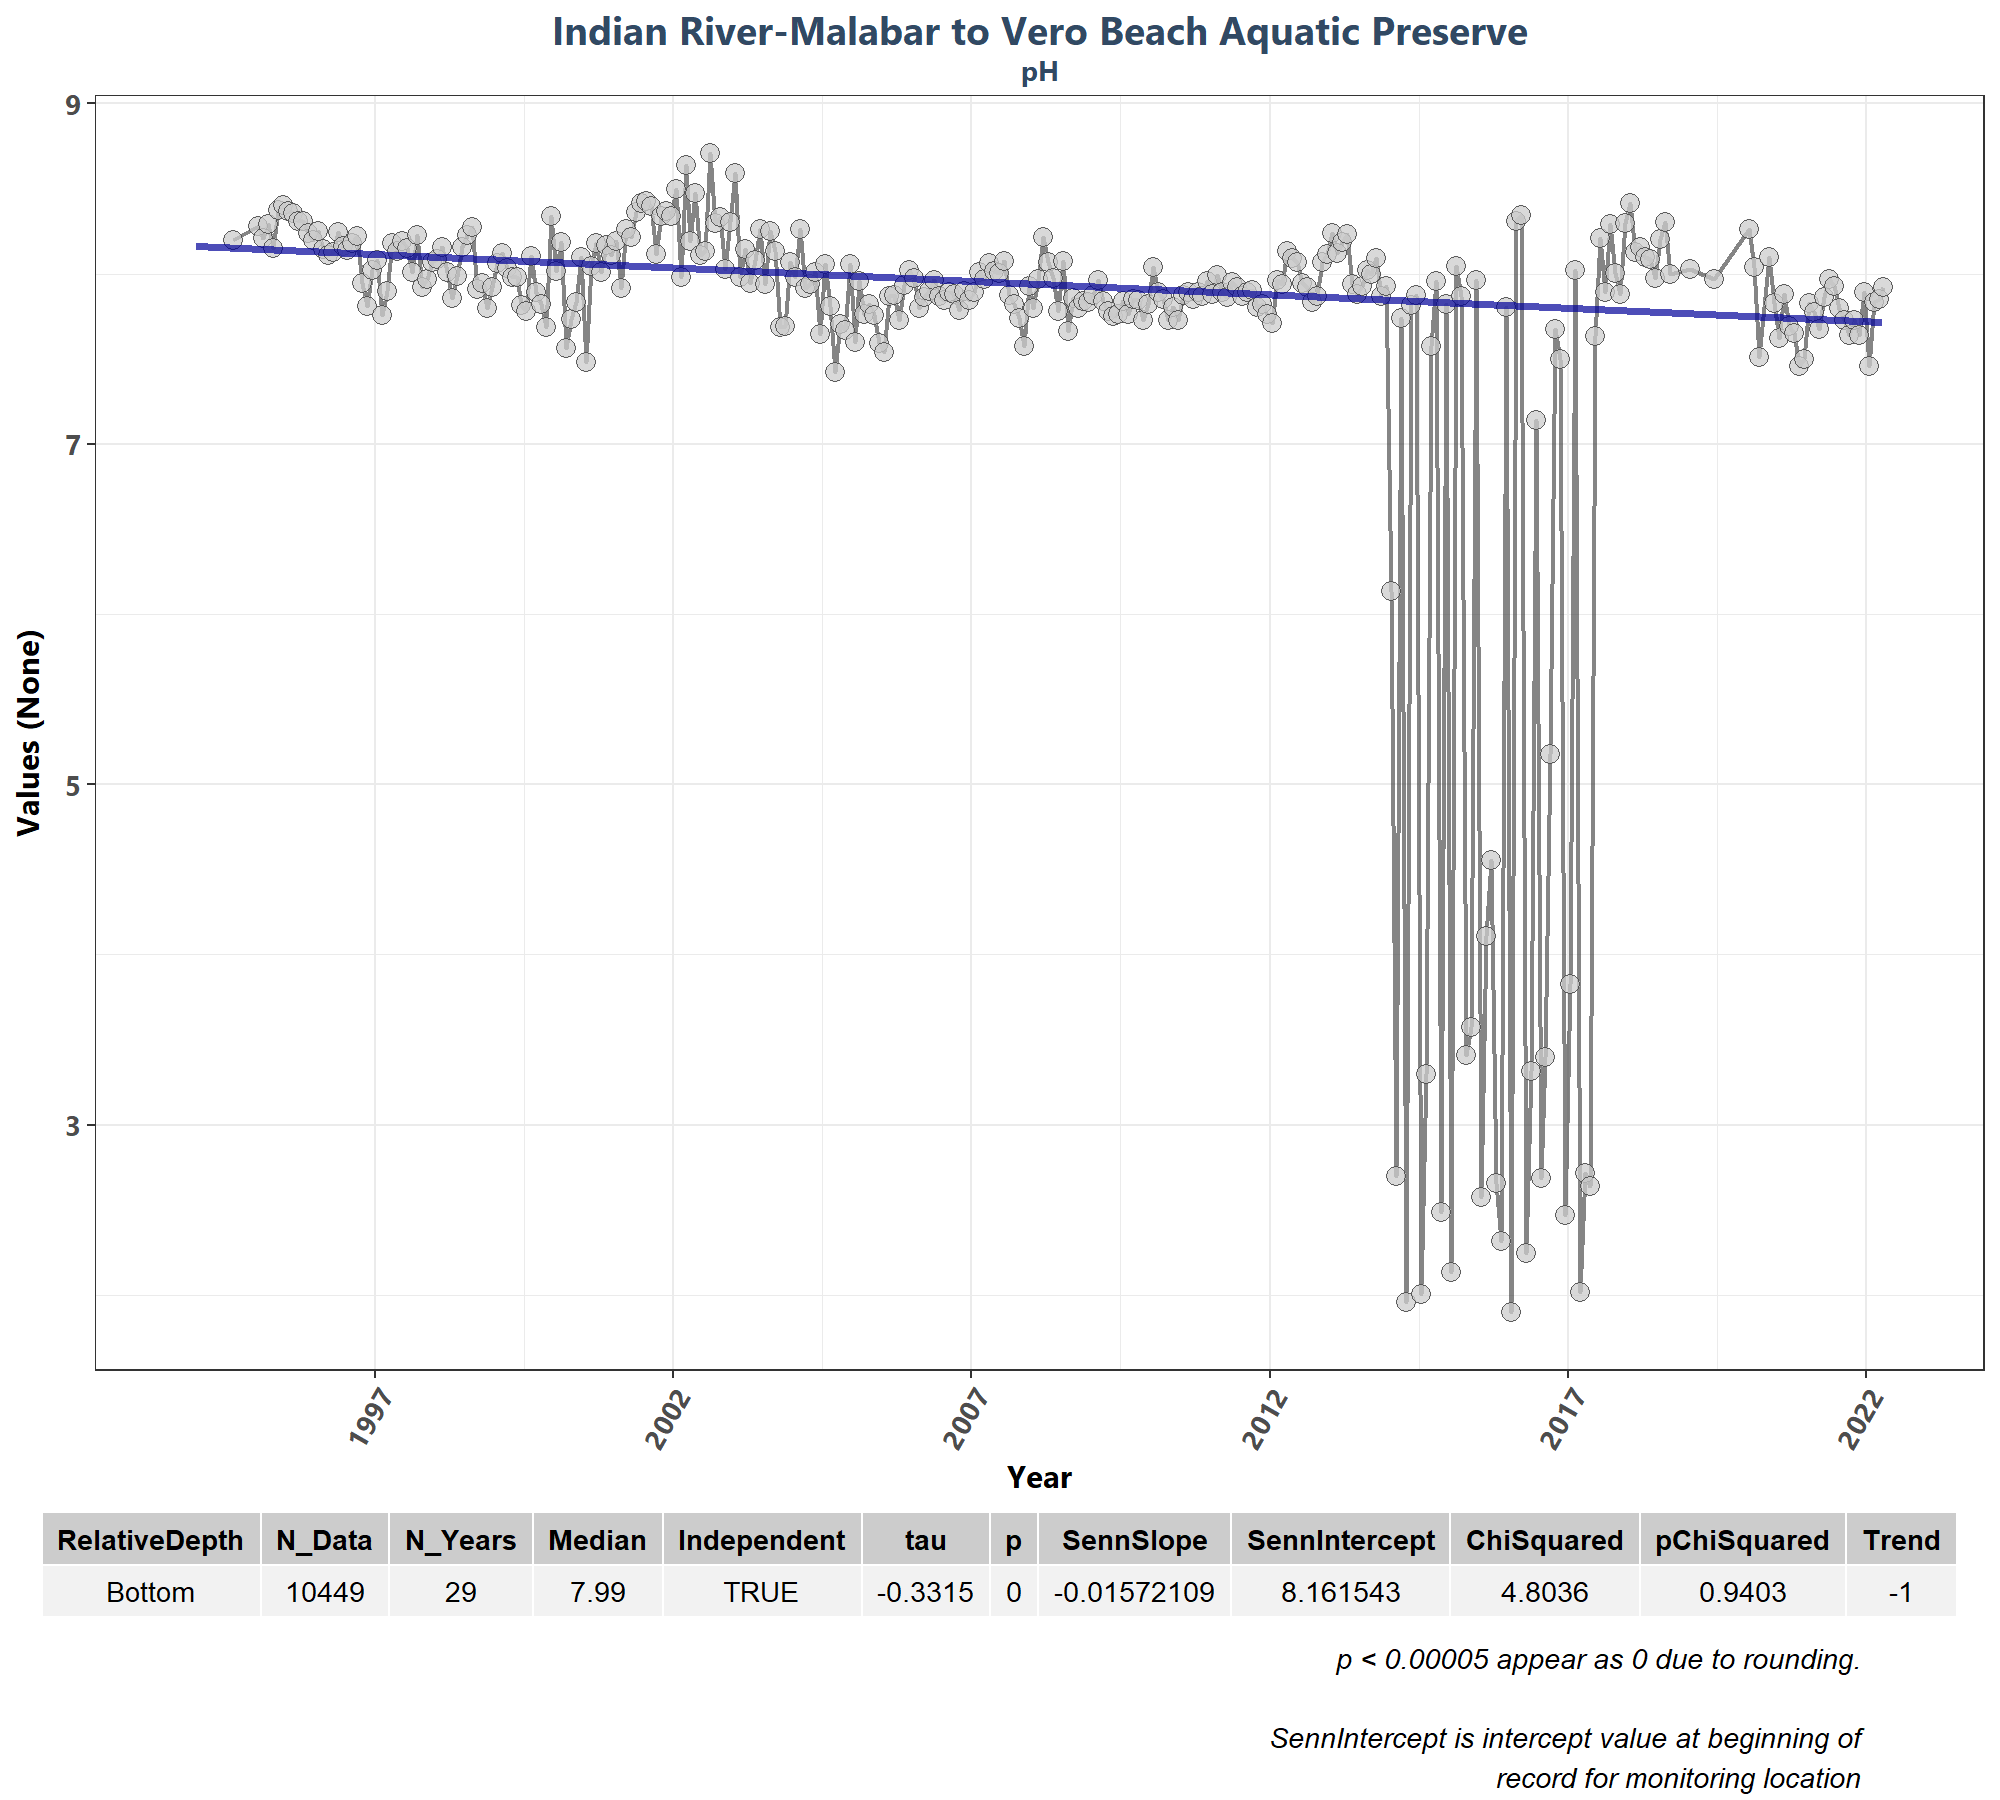 Indian River-Malabar to Vero Beach Aquatic Preserve
pH
9
7
5
3
Values (None)
1997 2002 2007 2012 2017 2022
Year
RelativeDepth N_Data N_Years Median Independent tau p SennSlope SennIntercept ChiSquared pChiSquared Trend
Bottom 10449 29 7.99 TRUE -0.3315 0 -0.01572109 8.161543 4.8036 0.9403 -1
p < 0.00005 appear as 0 due to rounding.
SennIntercept is intercept value at beginning of
record for monitoring location